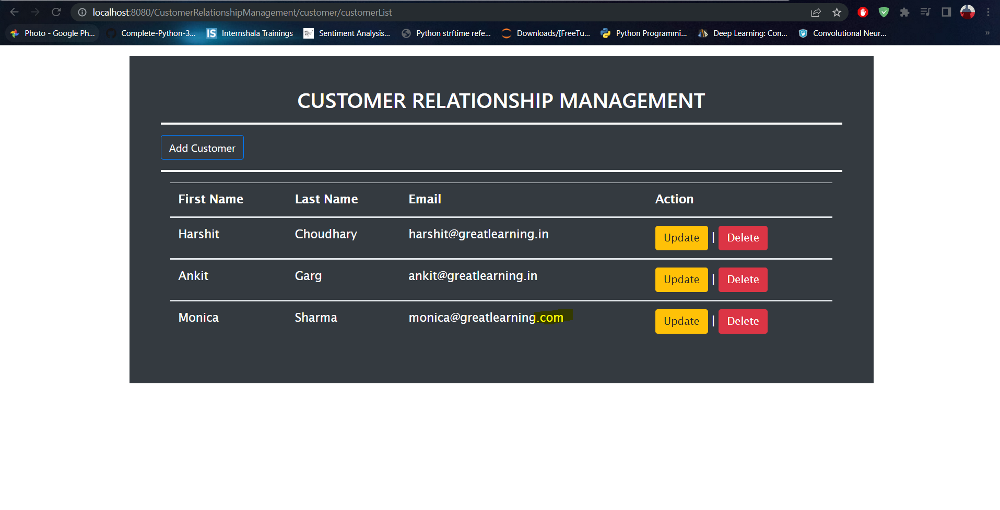 localhost:8080/CustomerRelationshipManagement/customer/customerList
Photo - Google Ph... Complete-Python-3... IS Internshala Trainings Sentiment Analysis... Python strftime refe... Downloads/[FreeTu... Python Programmi... Deep Learning: Con... Convolutional Neur... »
CUSTOMER RELATIONSHIP MANAGEMENT
Add Customer
First Name Last Name Email Action
Harshit Choudhary harshit@greatlearning.in Update | Delete
Ankit Garg ankit@greatlearning.in Update | Delete
Monica Sharma monica@greatlearning.com Update | Delete